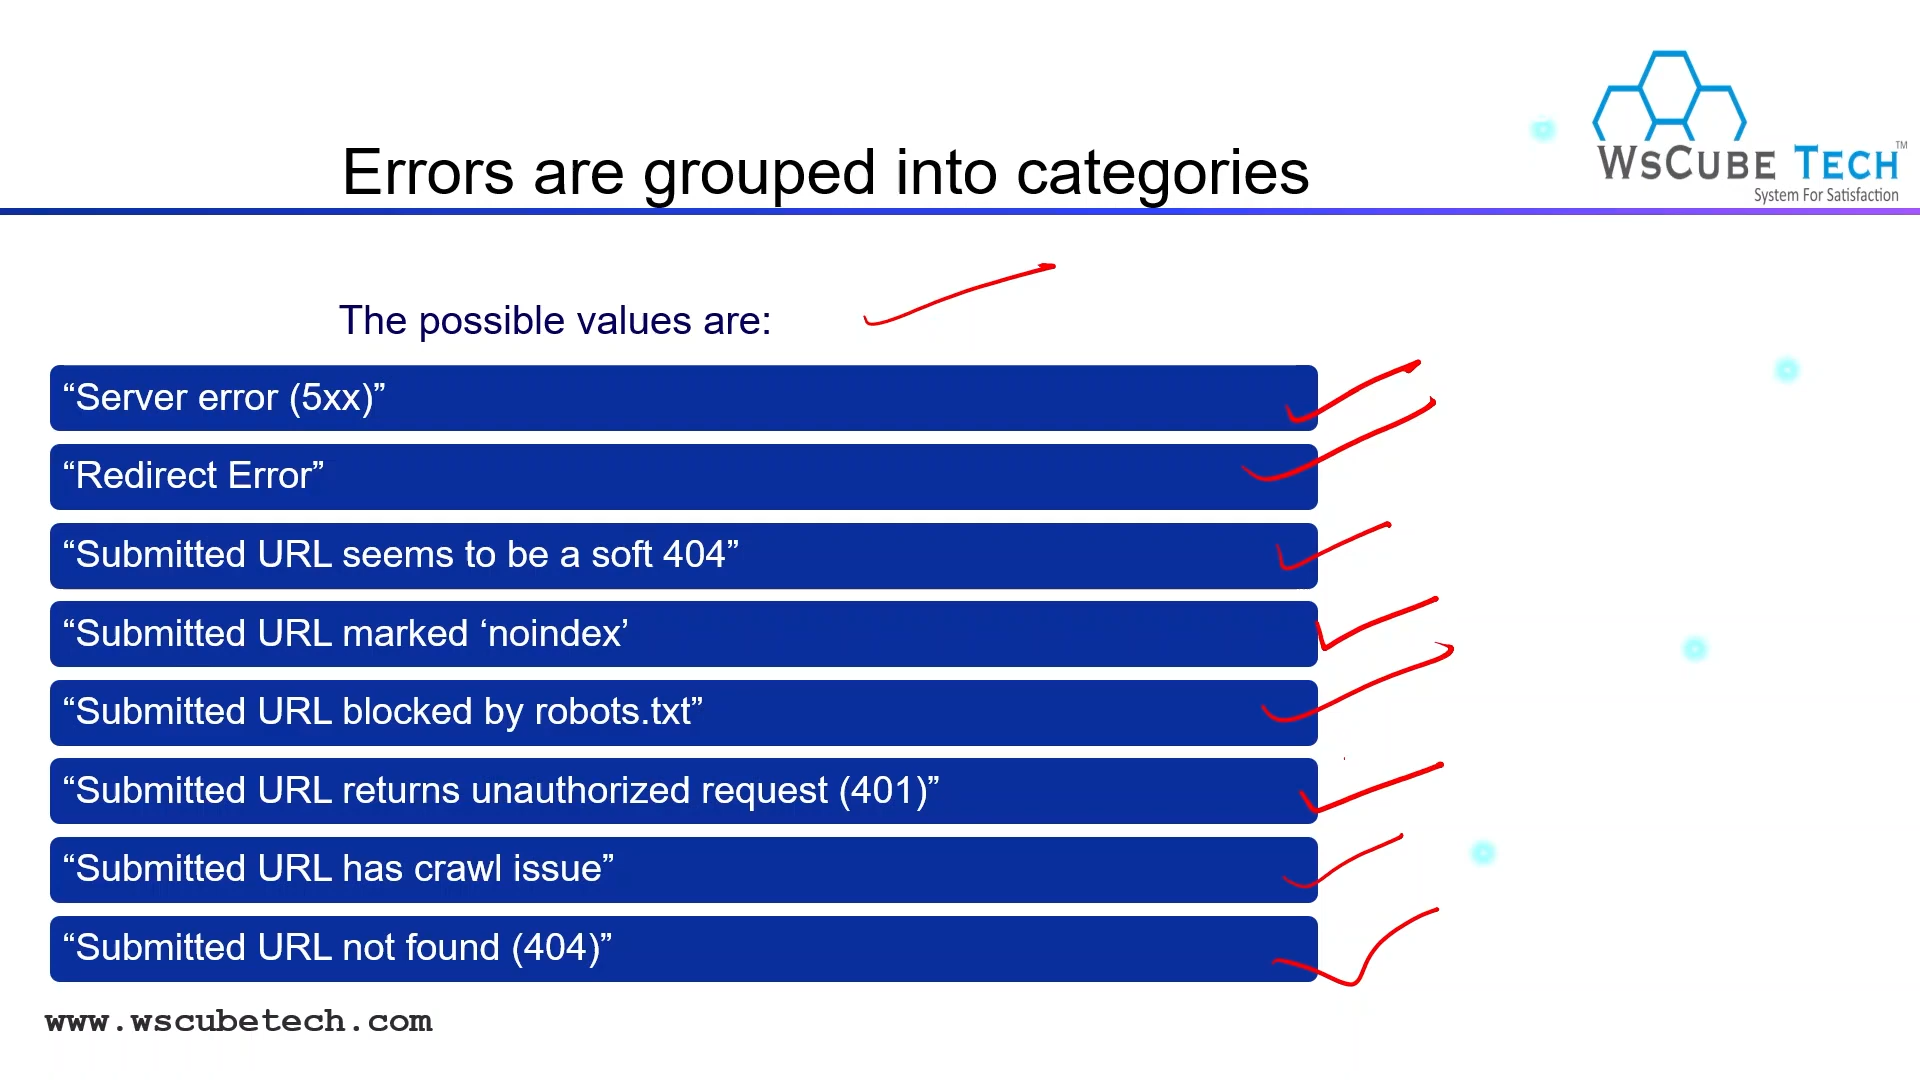 WsCube Tech™
System For Satisfaction
Errors are grouped into categories
The possible values are:
“Server error (5xx)”
“Redirect Error”
“Submitted URL seems to be a soft 404”
“Submitted URL marked ‘noindex’
“Submitted URL blocked by robots.txt”
“Submitted URL returns unauthorized request (401)”
“Submitted URL has crawl issue”
“Submitted URL not found (404)”
www.wscubetech.com